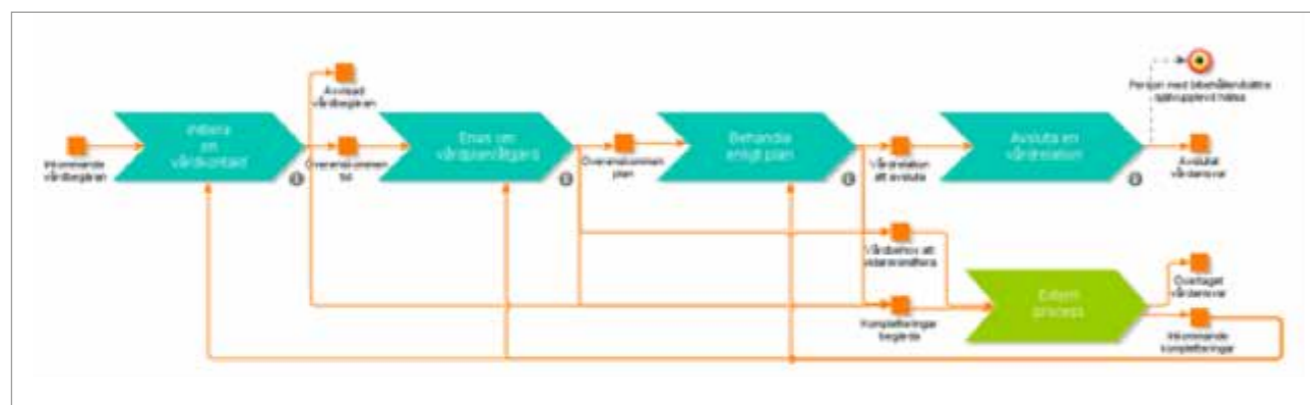 Avvisad
vårdbegäran
Person med bibehållen/bättre
självupplevd hälsa
Initiera
en
vårdkontakt
Enas om
Behandla
enligt plan
Avsluta en
vårdrelation
Inkommande
vårdbegäran
Överenskommen
tid
Överenskommen
plan
Vårdrelation
att avsluta
Avslutat
vårdansvar
Vårdbehov att
Extern
process
Övertaget
vårdansvar
Kompletteringar
begärda
Inkommande
kompletteringar